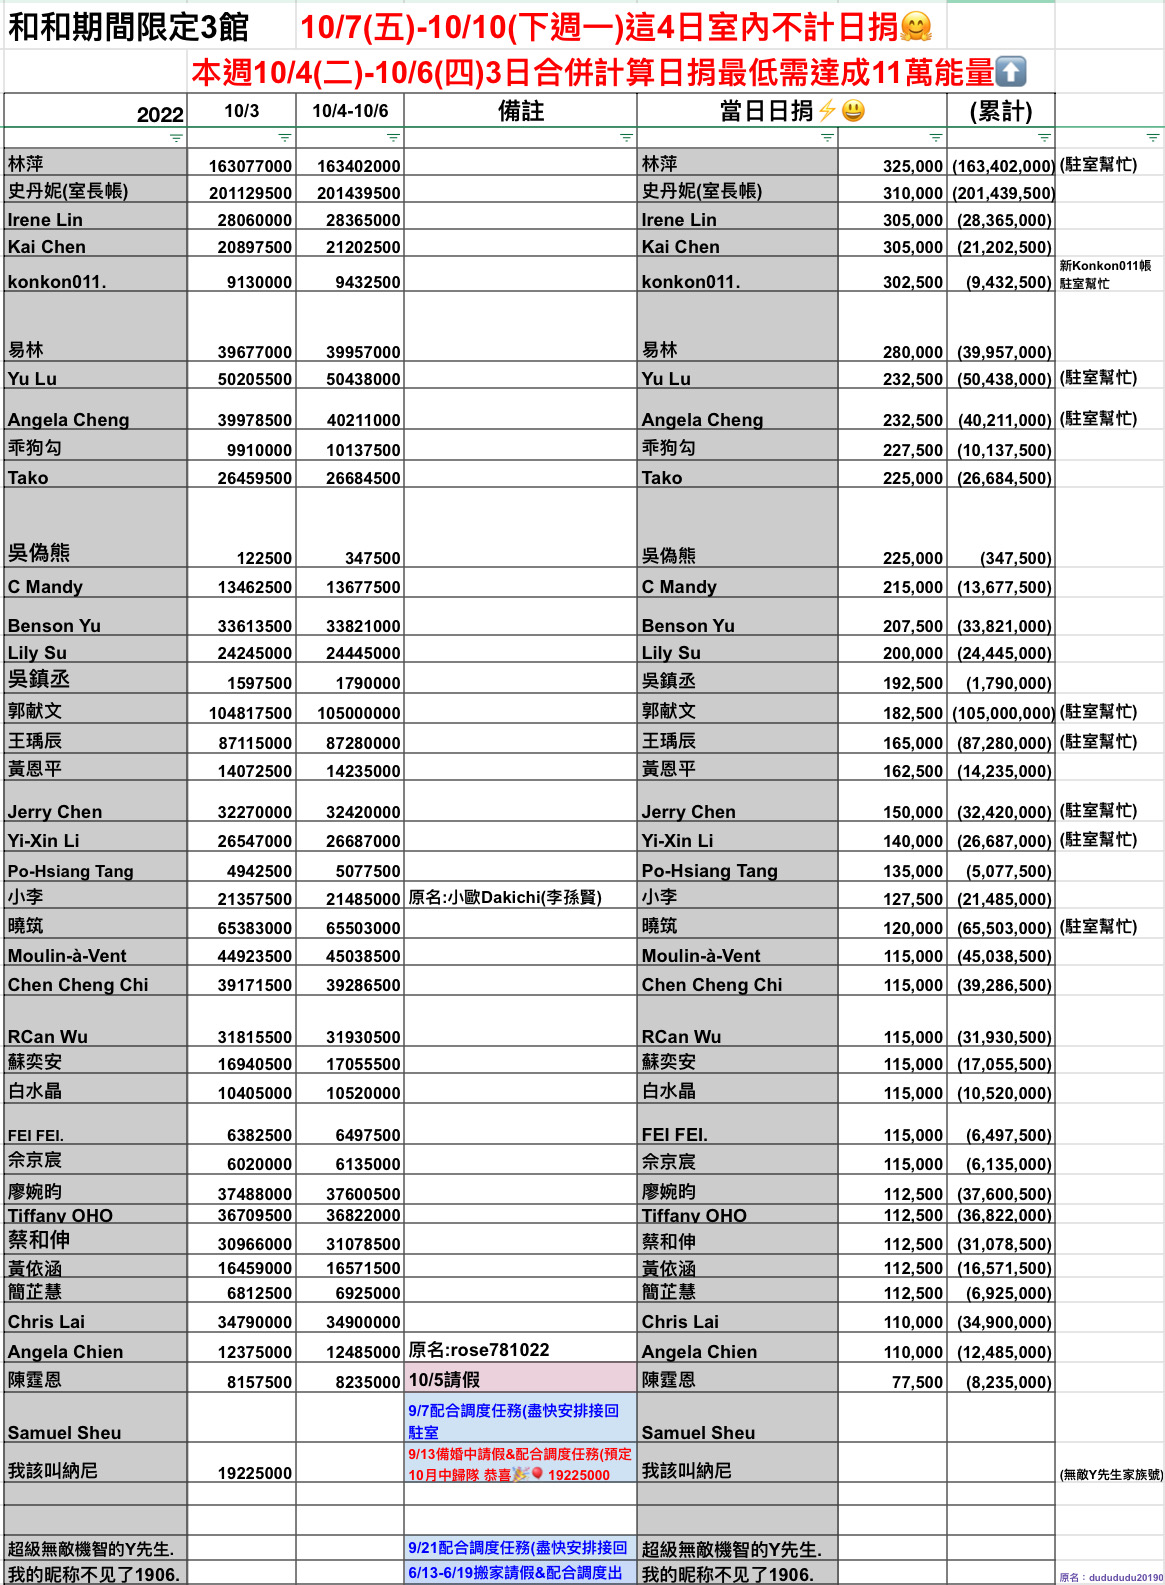 和和期間限定3館 10/7(五)-10/10(下週一)這4日室內不計日捐🤗
本週10/4(二)-10/6(四)3日合併計算日捐最低需達成11萬能量⬆️
2022 10/3 10/4-10/6 備註 當日日捐⚡😃 (累計)
林萍 163077000 163402000 林萍 325,000 (163,402,000) (駐室幫忙)
史丹妮(室長帳) 201129500 201439500 史丹妮(室長帳) 310,000 (201,439,500)
Irene Lin 28060000 28365000 Irene Lin 305,000 (28,365,000)
Kai Chen 20897500 21202500 Kai Chen 305,000 (21,202,500)
新Konkon011帳
konkon011. 9130000 9432500 konkon011. 302,500 (9,432,500) 駐室幫忙
易林 39677000 39957000 易林 280,000 (39,957,000)
Yu Lu 50205500 50438000 Yu Lu 232,500 (50,438,000) (駐室幫忙)
Angela Cheng 39978500 40211000 Angela Cheng 232,500 (40,211,000) (駐室幫忙)
乖狗勾 9910000 10137500 乖狗勾 227,500 (10,137,500)
Tako 26459500 26684500 Tako 225,000 (26,684,500)
吳偽熊 122500 347500 吳偽熊 225,000 (347,500)
C Mandy 13462500 13677500 C Mandy 215,000 (13,677,500)
Benson Yu 33613500 33821000 Benson Yu 207,500 (33,821,000)
Lily Su 24245000 24445000 Lily Su 200,000 (24,445,000)
吳鎮丞 1597500 1790000 吳鎮丞 192,500 (1,790,000)
郭献文 104817500 105000000 郭献文 182,500 (105,000,000) (駐室幫忙)
王瑀辰 87115000 87280000 王瑀辰 165,000 (87,280,000) (駐室幫忙)
黃恩平 14072500 14235000 黃恩平 162,500 (14,235,000)
Jerry Chen 32270000 32420000 Jerry Chen 150,000 (32,420,000) (駐室幫忙)
Yi-Xin Li 26547000 26687000 Yi-Xin Li 140,000 (26,687,000) (駐室幫忙)
Po-Hsiang Tang 4942500 5077500 Po-Hsiang Tang 135,000 (5,077,500)
小李 21357500 21485000 原名:小歐Dakichi(李孫賢) 小李 127,500 (21,485,000)
曉筑 65383000 65503000 曉筑 120,000 (65,503,000) (駐室幫忙)
Moulin-à-Vent 44923500 45038500 Moulin-à-Vent 115,000 (45,038,500)
Chen Cheng Chi 39171500 39286500 Chen Cheng Chi 115,000 (39,286,500)
RCan Wu 31815500 31930500 RCan Wu 115,000 (31,930,500)
蘇奕安 16940500 17055500 蘇奕安 115,000 (17,055,500)
白水晶 10405000 10520000 白水晶 115,000 (10,520,000)
FEI FEI. 6382500 6497500 FEI FEI. 115,000 (6,497,500)
佘京宸 6020000 6135000 佘京宸 115,000 (6,135,000)
廖婉昀 37488000 37600500 廖婉昀 112,500 (37,600,500)
Tiffany OHO 36709500 36822000 Tiffany OHO 112,500 (36,822,000)
蔡和伸 30966000 31078500 蔡和伸 112,500 (31,078,500)
黃依涵 16459000 16571500 黃依涵 112,500 (16,571,500)
簡芷慧 6812500 6925000 簡芷慧 112,500 (6,925,000)
Chris Lai 34790000 34900000 Chris Lai 110,000 (34,900,000)
Angela Chien 12375000 12485000 原名:rose781022 Angela Chien 110,000 (12,485,000)
陳霆恩 8157500 8235000 10/5請假 陳霆恩 77,500 (8,235,000)
9/7配合調度任務(盡快安排接回
Samuel Sheu 駐室 Samuel Sheu
9/13備婚中請假&配合調度任務(預定
我該叫納尼 19225000 10月中歸隊 恭喜🎉🎈 19225000 我該叫納尼 (無敵Y先生家族號)
超級無敵機智的Y先生. 9/21配合調度任務(盡快安排接回 超級無敵機智的Y先生.
我的昵称不见了1906. 6/13-6/19搬家請假&配合調度出 我的昵称不见了1906. 原名：dudududu20190